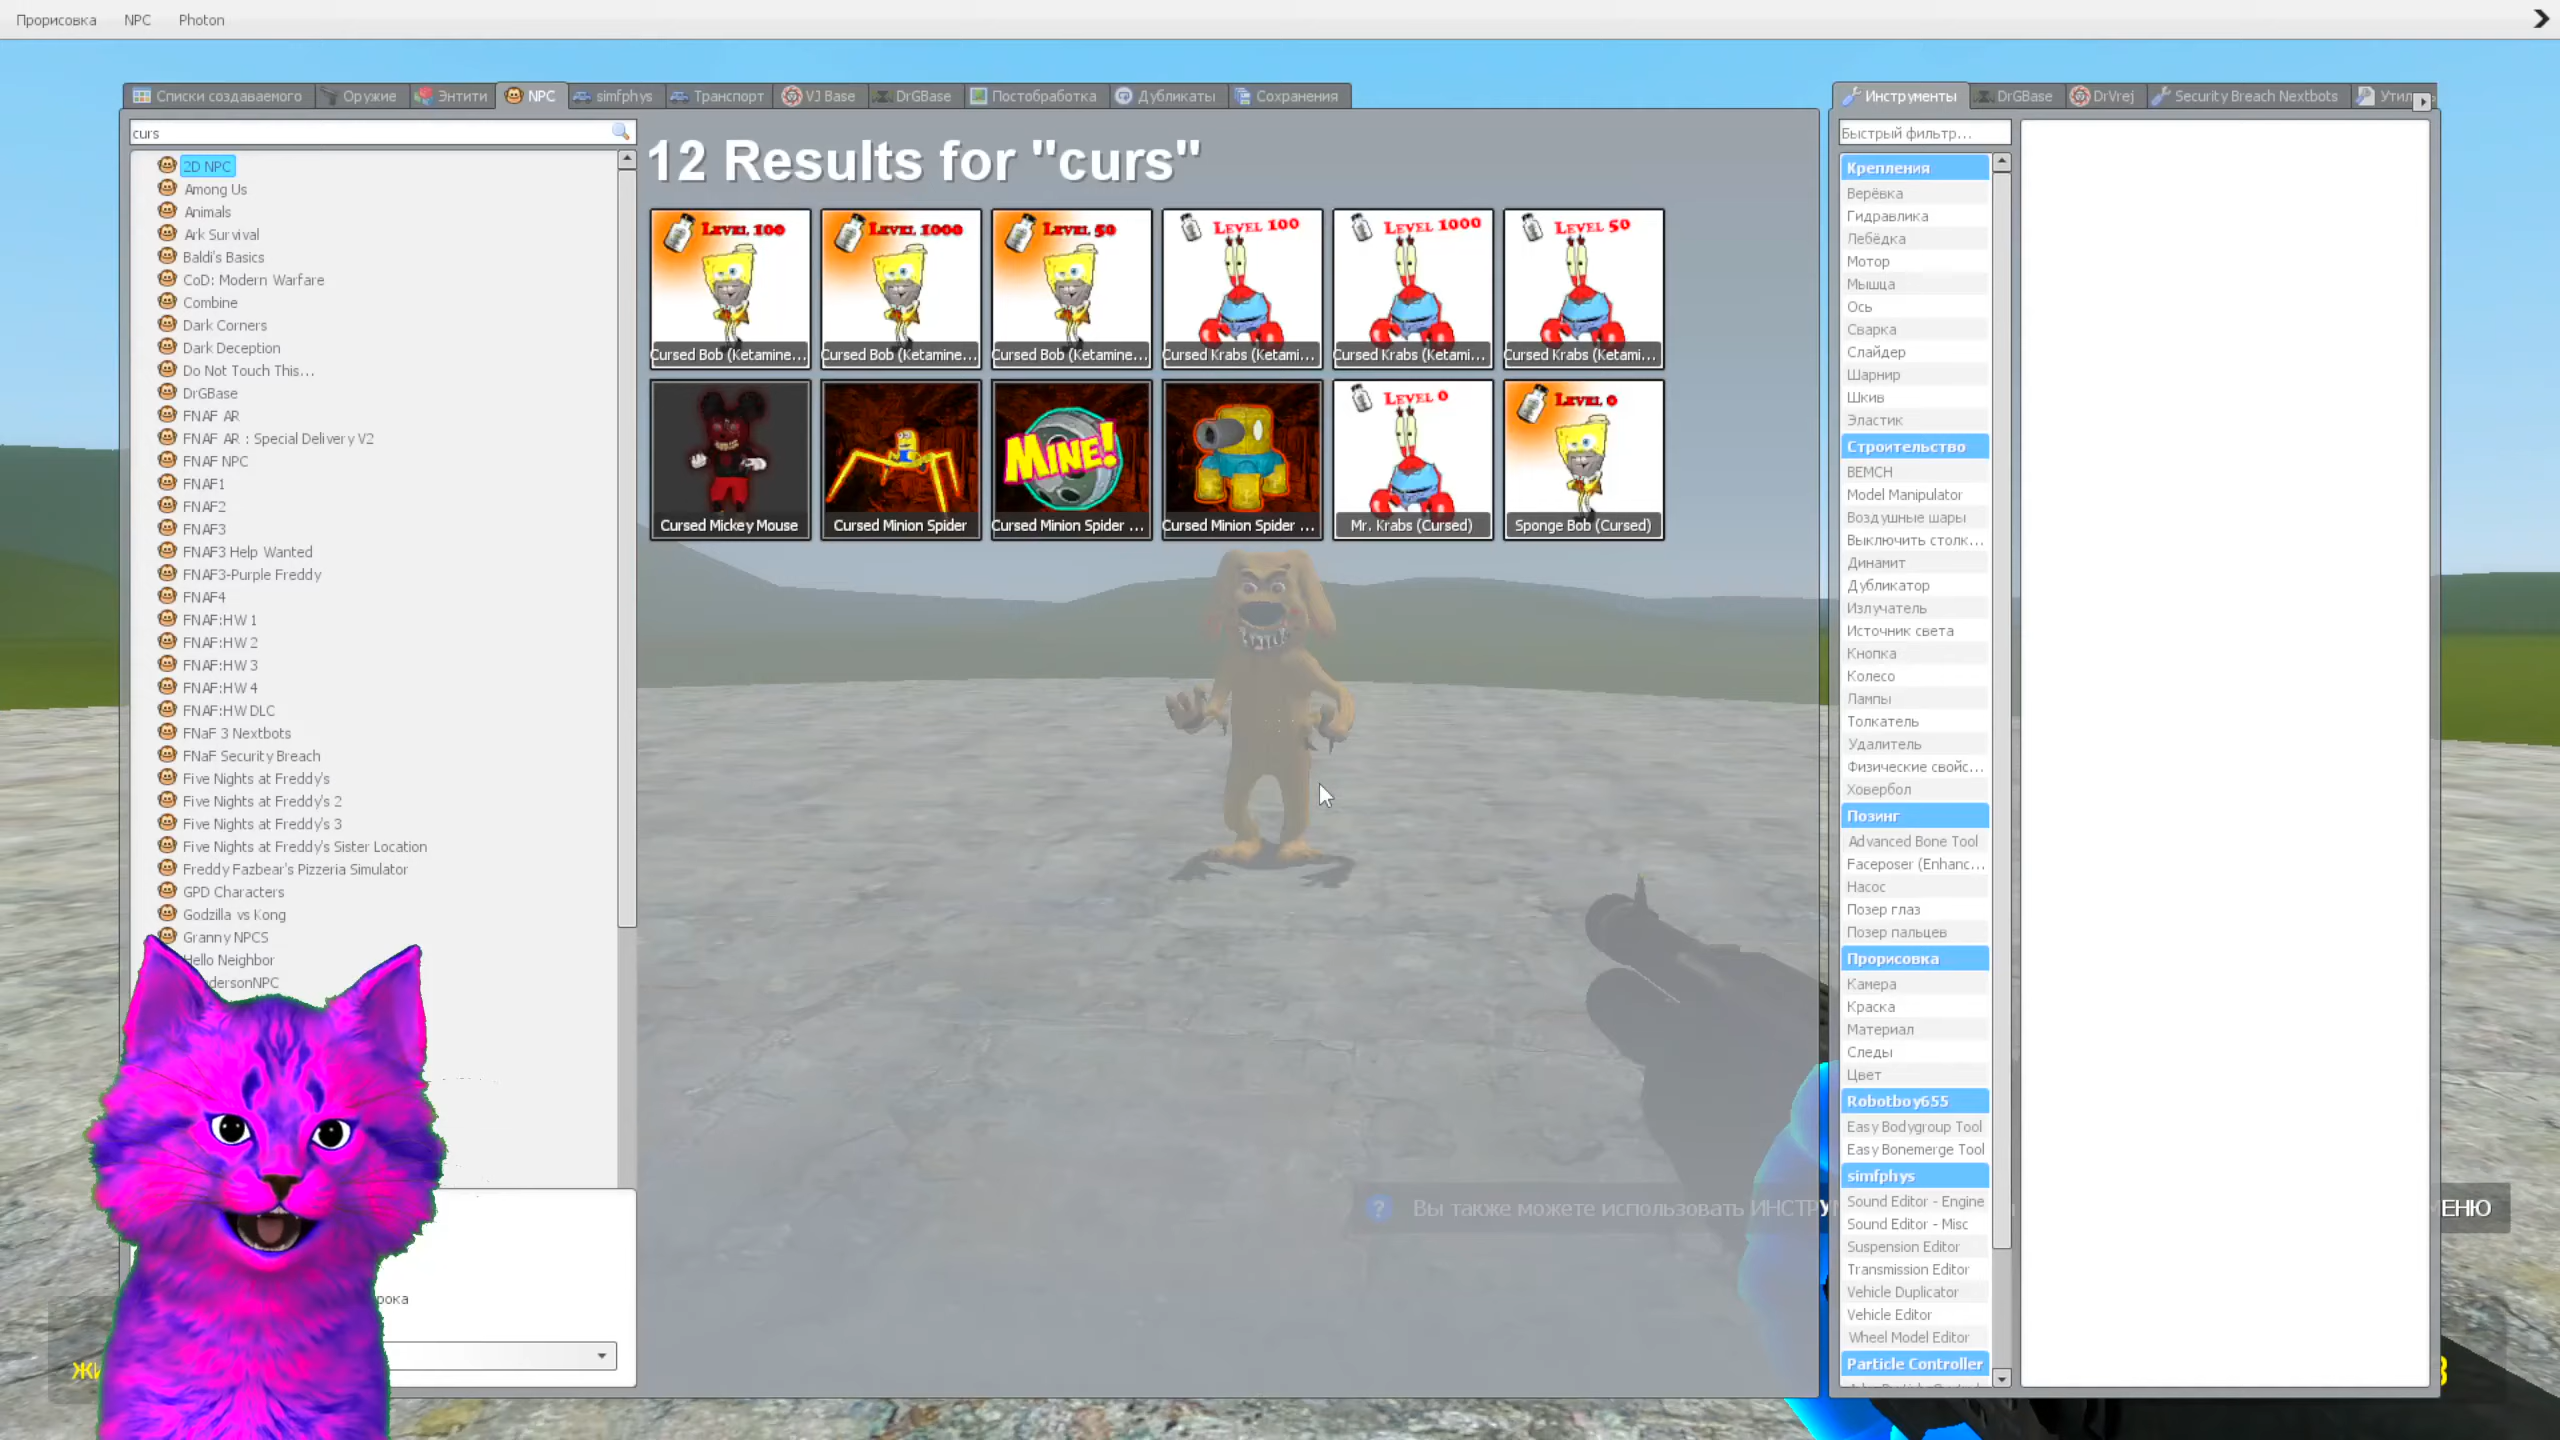 Прорисовка NPC Photon
Списки создаваемого Оружие Энтити NPC simfphys Транспорт VJ Base DrGBase Постобработка Дубликаты Сохранения
Инструменты DrGBase DrVrej Security Breach Nextbots
curs
2D NPC
Among Us
Animals
Ark Survival
Baldi's Basics
CoD: Modern Warfare
Combine
Dark Corners
Dark Deception
Do Not Touch This...
DrGBase
FNAF AR
FNAF AR : Special Delivery V2
FNAF NPC
FNAF1
FNAF2
FNAF3
FNAF3 Help Wanted
FNAF3-Purple Freddy
FNAF4
FNAF:HW 1
FNAF:HW 2
FNAF:HW 3
FNAF:HW 4
FNAF:HW DLC
FNaF 3 Nextbots
FNaF Security Breach
Five Nights at Freddy's
Five Nights at Freddy's 2
Five Nights at Freddy's 3
Five Nights at Freddy's Sister Location
Freddy Fazbear's Pizzeria Simulator
GPD Characters
Godzilla vs Kong
Granny NPCS
Hello Neighbor
dersonNPC
рока
12 Results for "curs"
LEVEL 100 LEVEL 1000 LEVEL 50 LEVEL 100 LEVEL 1000 LEVEL 50
Cursed Bob (Ketamine... Cursed Bob (Ketamine... Cursed Bob (Ketamine... Cursed Krabs (Ketami... Cursed Krabs (Ketami... Cursed Krabs (Ketami...
MINE! LEVEL 0 LEVEL 0
Cursed Mickey Mouse Cursed Minion Spider Cursed Minion Spider ... Cursed Minion Spider ... Mr. Krabs (Cursed) Sponge Bob (Cursed)
Вы также можете использовать ИНСТРУ
ЕНЮ
Быстрый фильтр...
Крепления
Верёвка
Гидравлика
Лебёдка
Мотор
Мышца
Ось
Сварка
Слайдер
Шарнир
Шкив
Эластик
Строительство
BEMCH
Model Manipulator
Воздушные шары
Выключить столк...
Динамит
Дубликатор
Излучатель
Источник света
Кнопка
Колесо
Лампы
Толкатель
Удалитель
Физические свойс...
Ховербол
Позинг
Advanced Bone Tool
Faceposer (Enhanc...
Насос
Позер глаз
Позер пальцев
Прорисовка
Камера
Краска
Материал
Следы
Цвет
Robotboy655
Easy Bodygroup Tool
Easy Bonemerge Tool
simfphys
Sound Editor - Engine
Sound Editor - Misc
Suspension Editor
Transmission Editor
Vehicle Duplicator
Vehicle Editor
Wheel Model Editor
Particle Controller